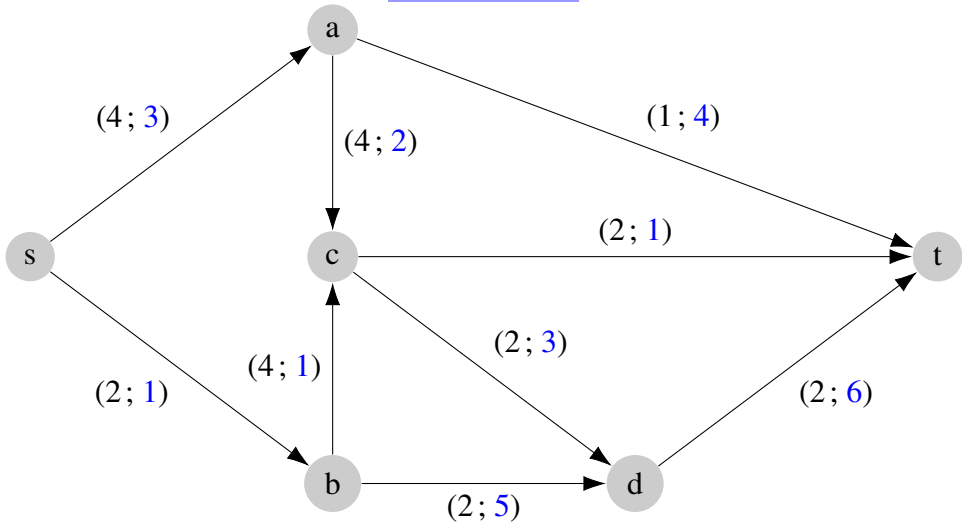 a
(4; 3)
(1; 4)
(4; 2)
(2; 1)
s
c
t
(2; 3)
(4; 1)
(2; 1)
(2; 6)
b
d
(2; 5)